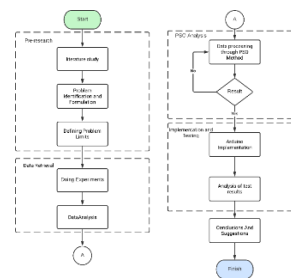 Start
Pre-research
literature study
Problem
Identification and
Formulation
Defining Problem
Limits
Data Retrieval
Doing Experiments
DataAnalysis
A
A
PSO Analysis
Data processing
through PSO
Method
No
Result
Yes
Implementation and
Testing
Arduino
Implementation
Analysis of test
Results
Conclusions And
Suggestions
Finish